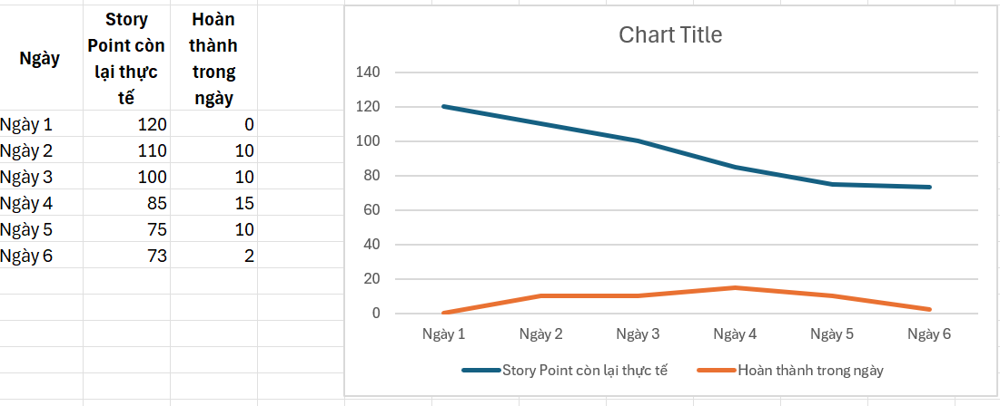 Ngày
Story
Point còn
lại thực
tế
Hoàn
thành
trong
ngày
Ngày 1 120 0
Ngày 2 110 10
Ngày 3 100 10
Ngày 4 85 15
Ngày 5 75 10
Ngày 6 73 2
Chart Title
140
120
100
80
60
40
20
0
Ngày 1 Ngày 2 Ngày 3 Ngày 4 Ngày 5 Ngày 6
Story Point còn lại thực tế Hoàn thành trong ngày